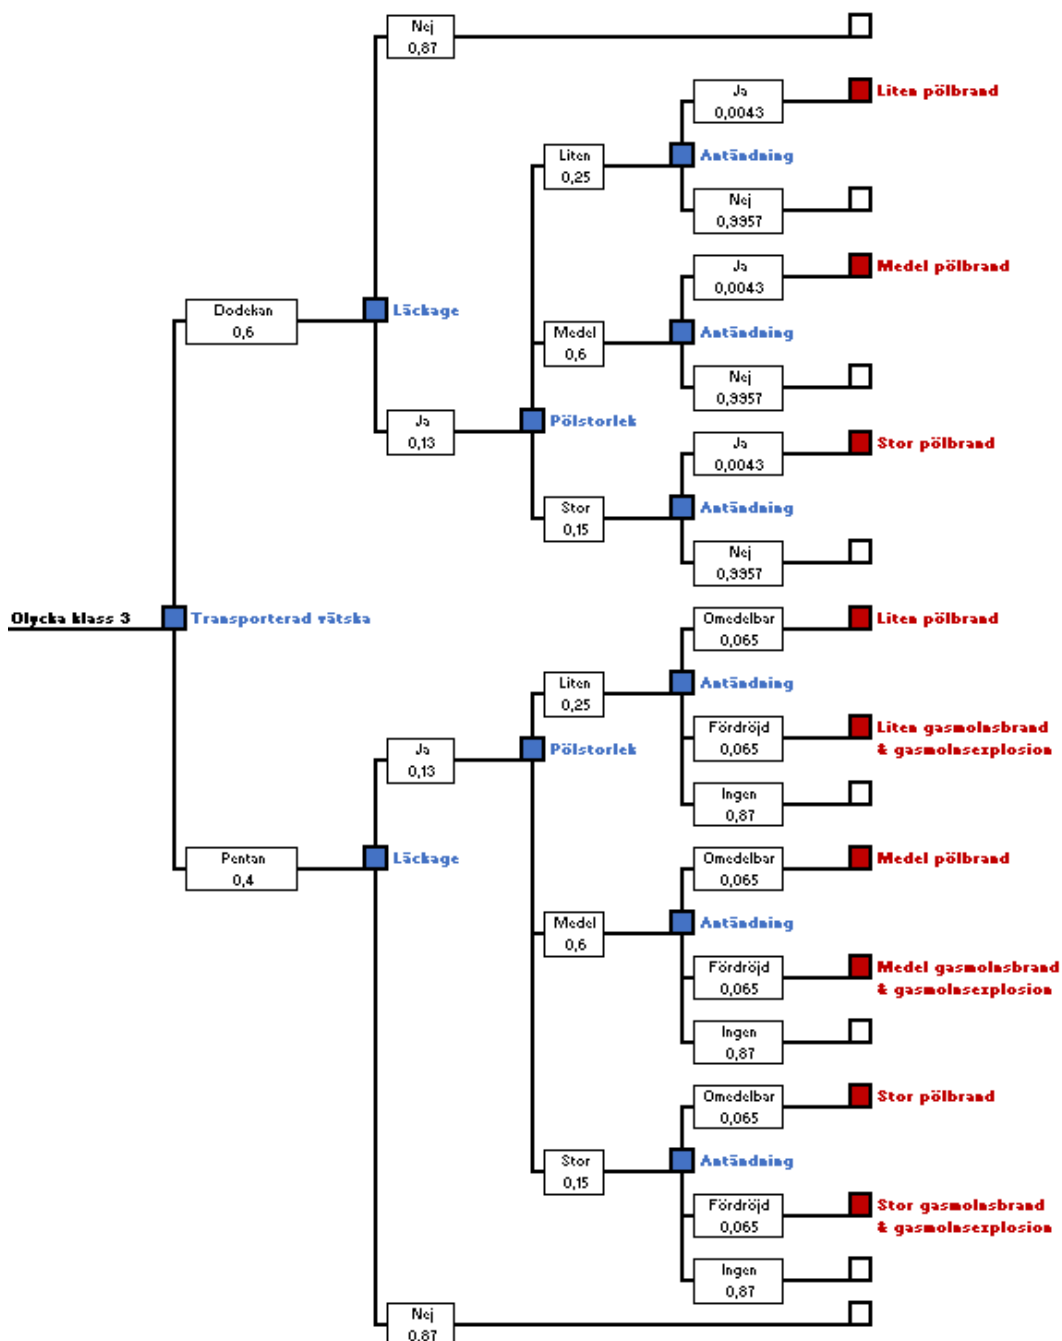 Nej
0,87
Ja
0,0043
Liten pölbrand
Liten
0,25
Antändning
Nej
0,9957
Ja
0,0043
Medel pölbrand
Dodekan
0,6
Läckage
Medel
0,6
Antändning
Nej
0,9957
Ja
0,13
Pölstorlek
Ja
0,0043
Stor pölbrand
Stor
0,15
Antändning
Nej
0,9957
Olycka klass 3
Transporterad vätska
Omedelbar
0,065
Liten pölbrand
Liten
0,25
Antändning
Ja
0,13
Pölstorlek
Fördröjd
0,065
Liten gasmolnsbrand
& gasmolnsexplosion
Ingen
0,87
Pentan
0,4
Läckage
Omedelbar
0,065
Medel pölbrand
Medel
0,6
Antändning
Fördröjd
0,065
Medel gasmolnsbrand
& gasmolnsexplosion
Ingen
0,87
Omedelbar
0,065
Stor pölbrand
Stor
0,15
Antändning
Fördröjd
0,065
Stor gasmolnsbrand
& gasmolnsexplosion
Ingen
0,87
Nej
0,87